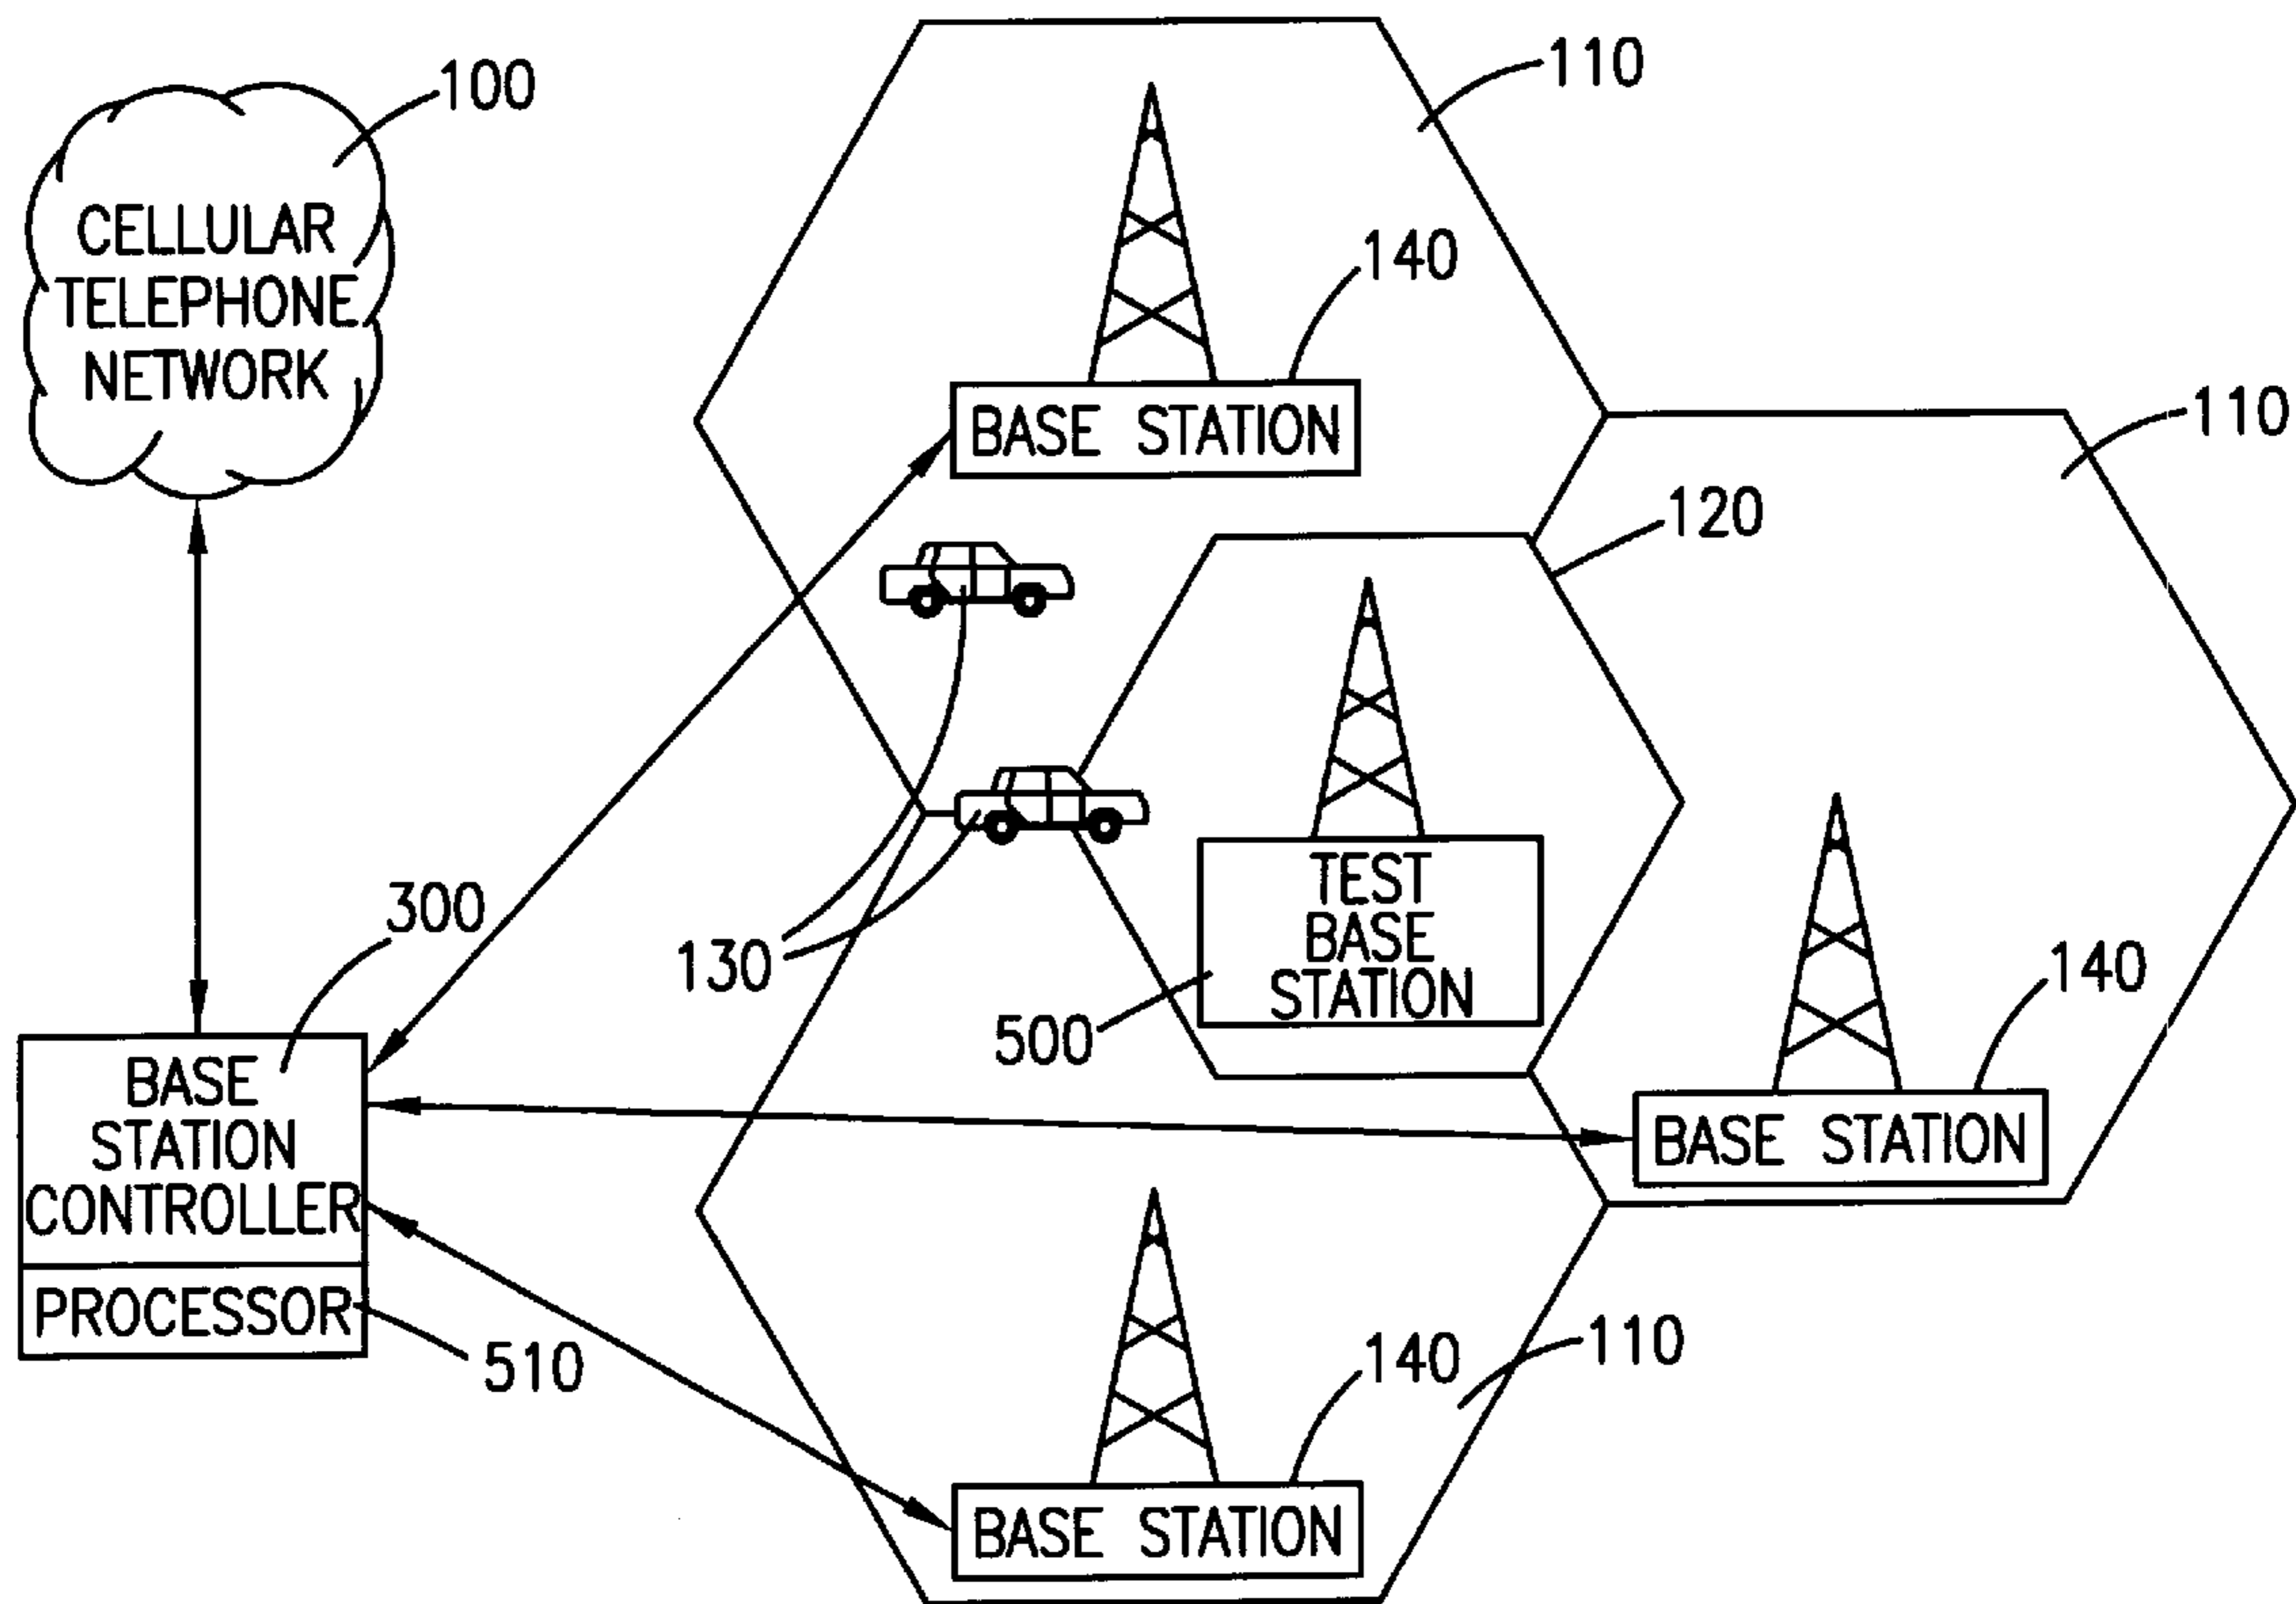 100
CELLULAR
TELEPHONE
NETWORK
110
140
BASE STATION
110
120
130
TEST
BASE
STATION
500
140
BASE STATION
300
BASE
STATION
CONTROLLER
PROCESSOR
510
140
BASE STATION
110